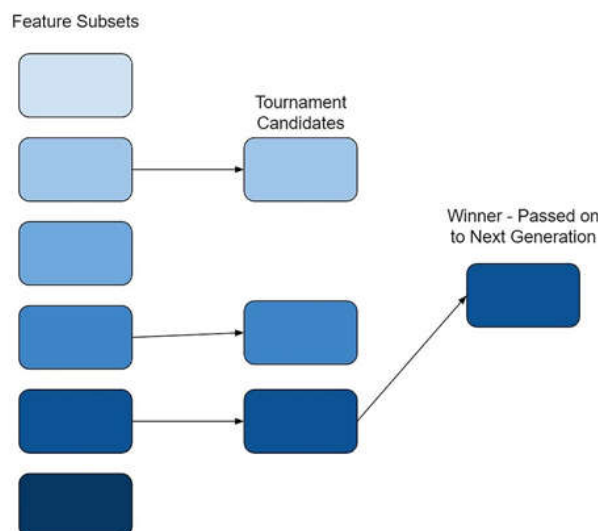 Feature Subsets
Tournament
Candidates
Winner - Passed on
to Next Generation